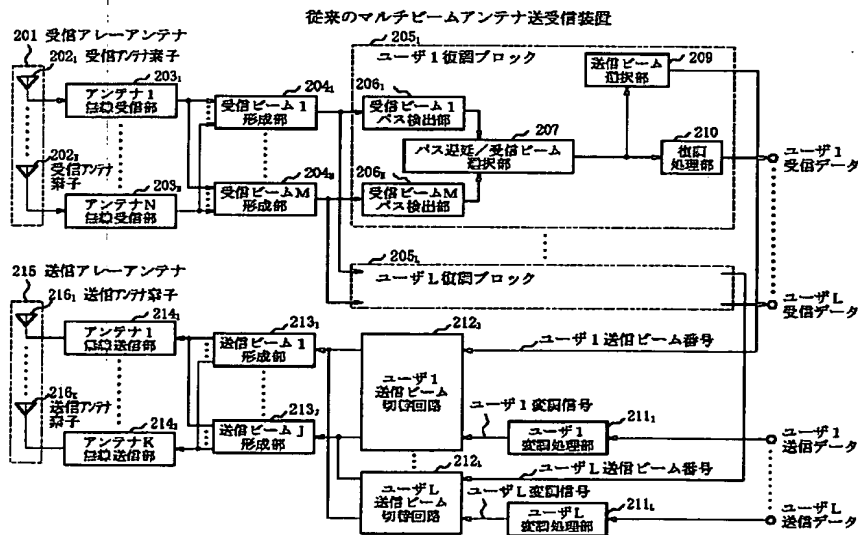 従来のマルチビームアンテナ送受信装置
201 受信アレーアンテナ
202₁ 受信アンテナ素子
アンテナ1
無線受信部
203₁
受信ビーム1
形成部
204₁
205₁
ユーザ1復調ブロック
206₁
受信ビーム1
パス検出部
207
パス遅延/受信ビーム
選択部
送信ビーム
選択部
209
210
復調
処理部
ユーザ1
受信データ
202
受信アンテナ
素子
アンテナN
無線受信部
203
受信ビームM
形成部
204
206
受信ビームM
パス検出部
205L
ユーザL復調ブロック
ユーザL
受信データ
215 送信アレーアンテナ
216₁ 送信アンテナ素子
アンテナ1
無線送信部
214₁
送信ビーム1
形成部
213₁
212₁
ユーザ1
送信ビーム
切替回路
ユーザ1送信ビーム番号
ユーザ1変調信号
211₁
ユーザ1
変調処理部
ユーザ1
送信データ
216
送信アンテナ
素子
アンテナK
無線送信部
214
送信ビームJ
形成部
213J
212L
ユーザL
送信ビーム
切替回路
ユーザL送信ビーム番号
ユーザL変調信号
211L
ユーザL
変調処理部
ユーザL
送信データ